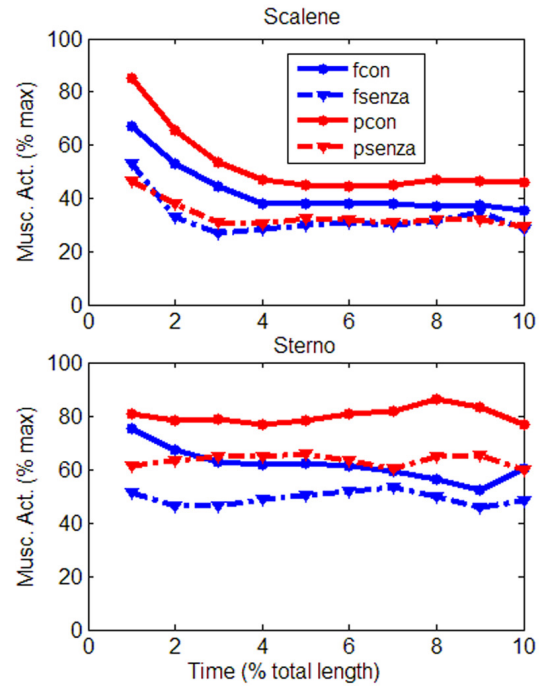 Scalene
100
80
60
40
20
0
Musc. Act. (% max)
fcon
fsenza
pcon
psenza
0 2 4 6 8 10
Sterno
100
80
60
40
20
0
Musc. Act. (% max)
0 2 4 6 8 10
Time (% total length)